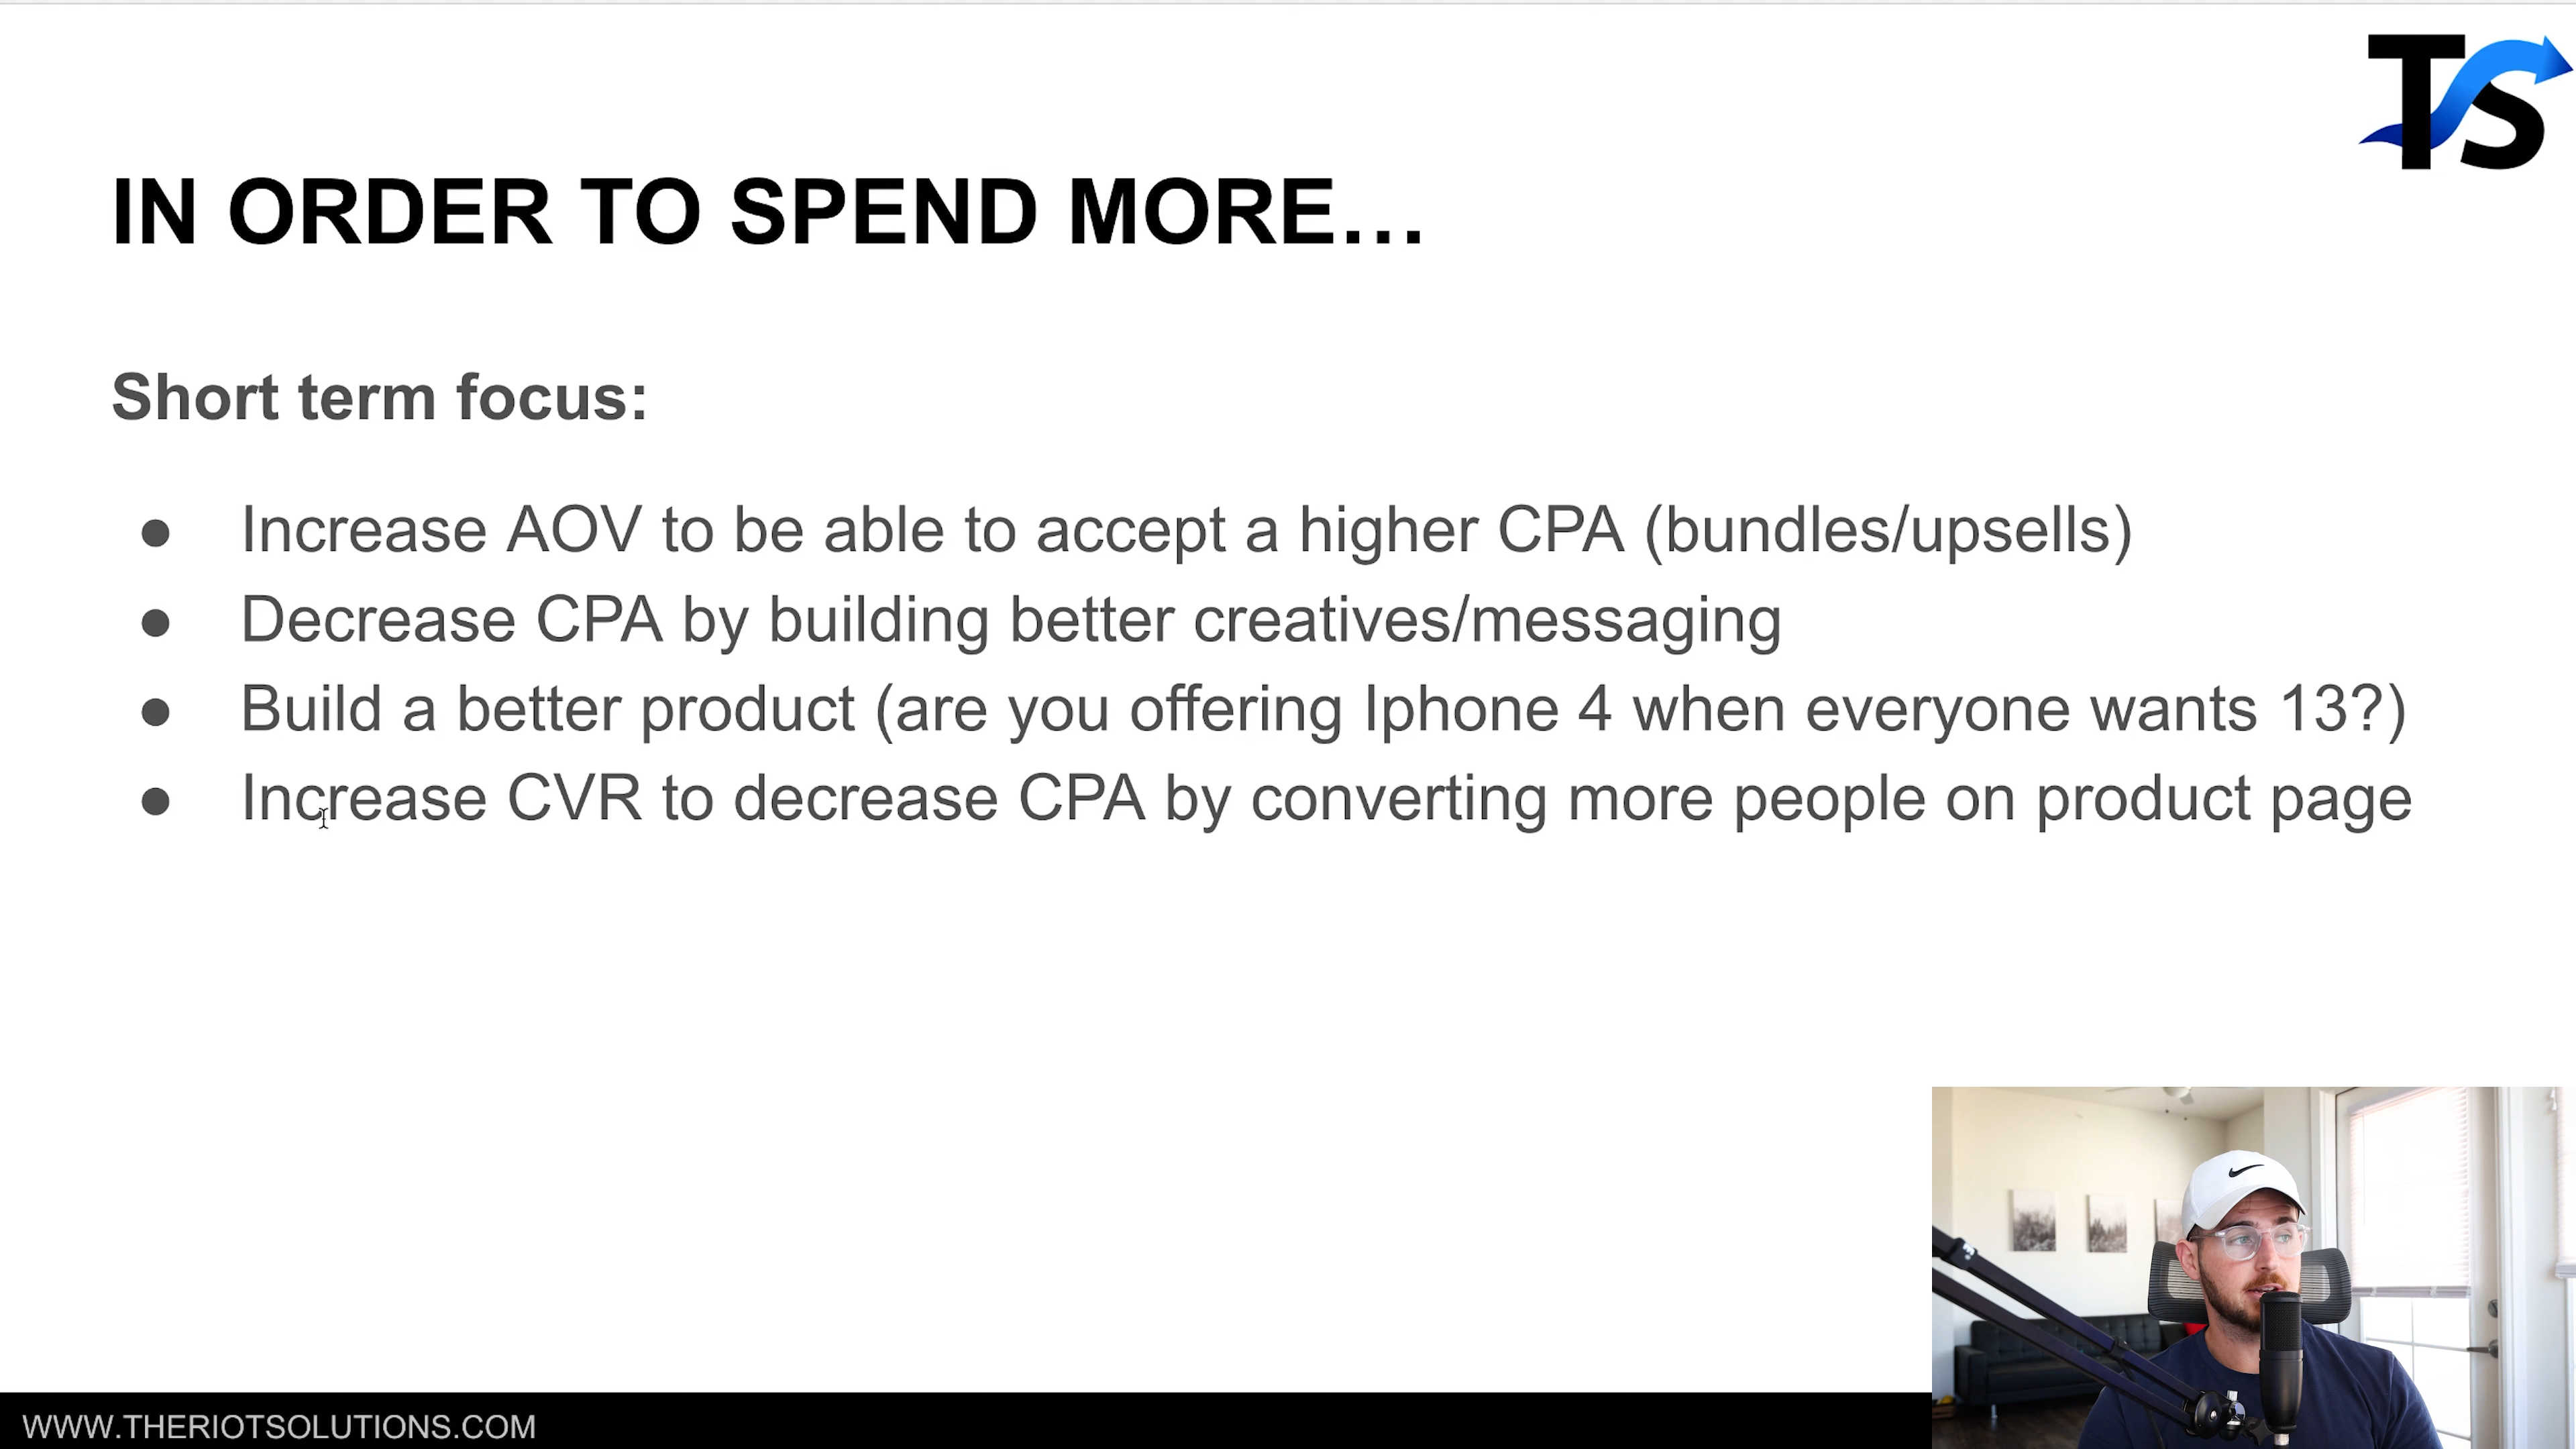 TS
IN ORDER TO SPEND MORE…
Short term focus:
● Increase AOV to be able to accept a higher CPA (bundles/upsells)
● Decrease CPA by building better creatives/messaging
● Build a better product (are you offering Iphone 4 when everyone wants 13?)
● Increase CVR to decrease CPA by converting more people on product page
WWW.THERIOTSOLUTIONS.COM